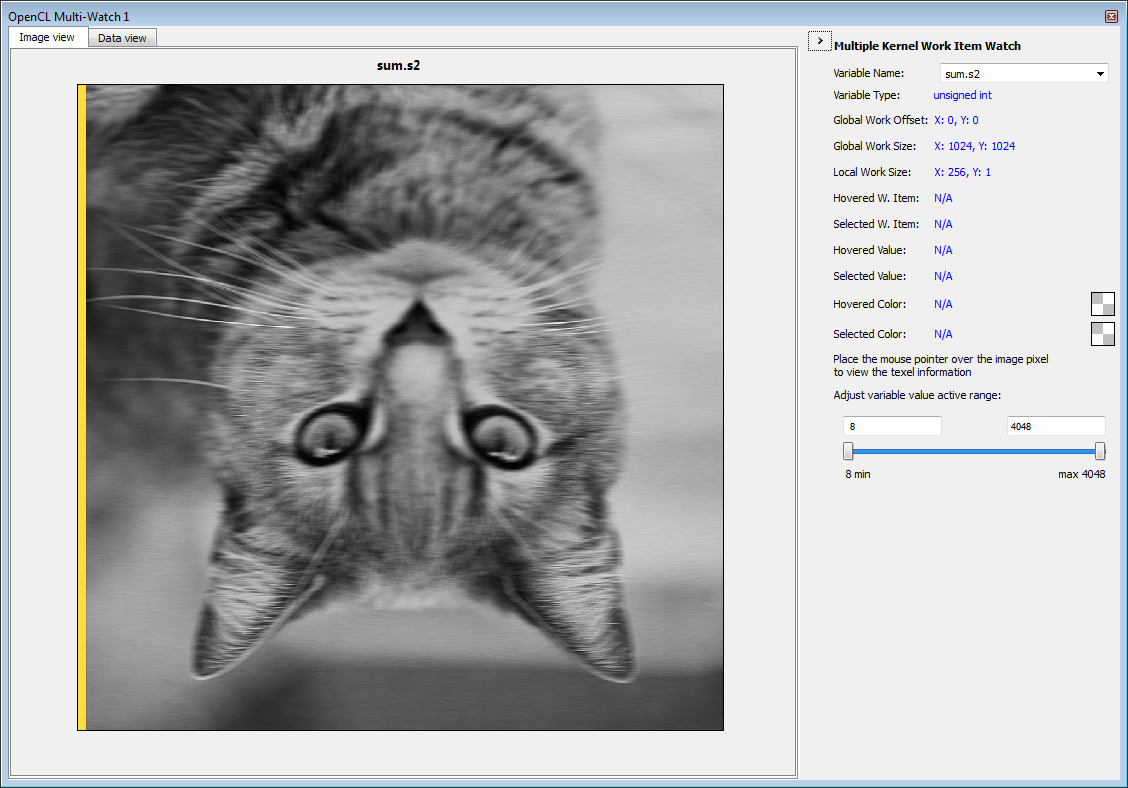 OpenCL Multi-Watch 1
Image view
Data view
sum.s2
>
Multiple Kernel Work Item Watch
Variable Name: sum.s2
Variable Type: unsigned int
Global Work Offset: X: 0, Y: 0
Global Work Size: X: 1024, Y: 1024
Local Work Size: X: 256, Y: 1
Hovered W. Item: N/A
Selected W. Item: N/A
Hovered Value: N/A
Selected Value: N/A
Hovered Color: N/A
Selected Color: N/A
Place the mouse pointer over the image pixel
to view the texel information
Adjust variable value active range:
8 4048
8 min max 4048